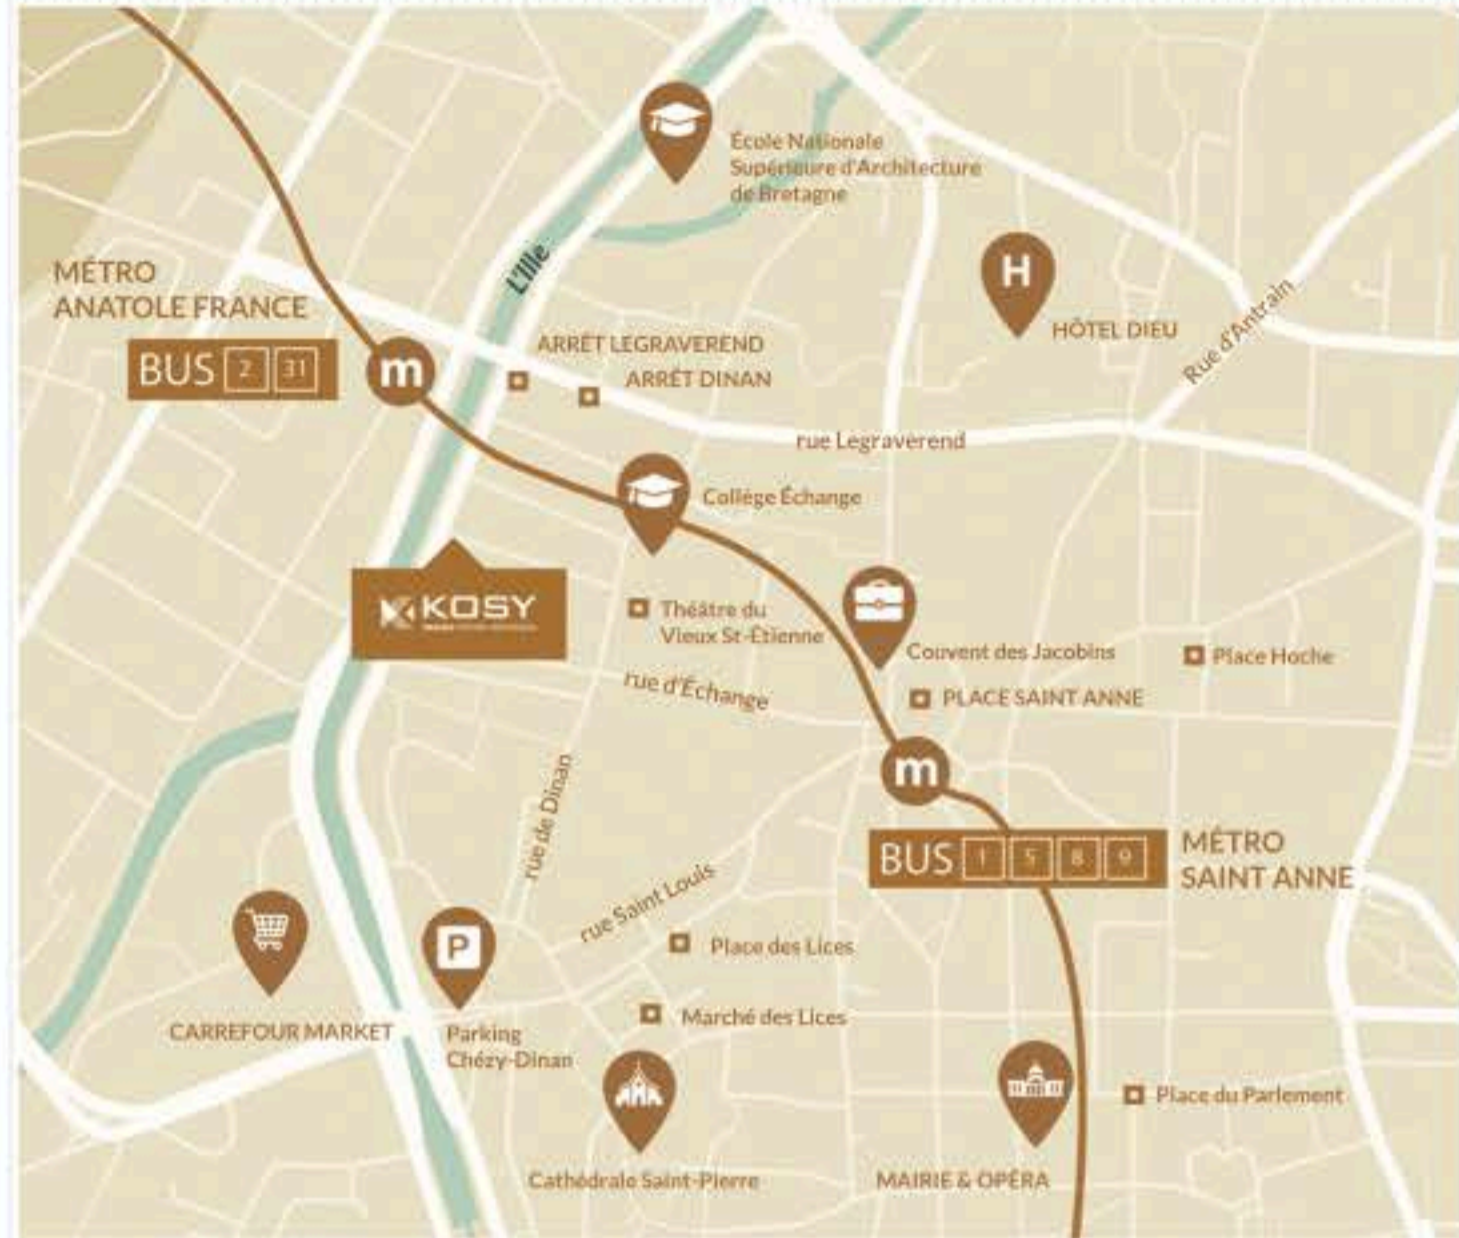 École Nationale
Supérieure d'Architecture
de Bretagne
L'Ille
MÉTRO
ANATOLE FRANCE
BUS 2 31
m
H
HÔTEL DIEU
Rue d'Antrain
ARRÊT LEGRAVEREND
ARRÊT DINAN
rue Legraverend
Collége Échange
KOSY
Théâtre du
Vieux St-Étienne
Couvent des Jacobins
Place Hoche
rue d'Échange
PLACE SAINT ANNE
m
rue de Dinan
BUS 1 5 8 9
MÉTRO
SAINT ANNE
rue Saint Louis
P
Place des Lices
CARREFOUR MARKET
Parking
Chézy-Dinan
Marché des Lices
Place du Parlement
Cathédrale Saint-Pierre
MAIRIE & OPÉRA